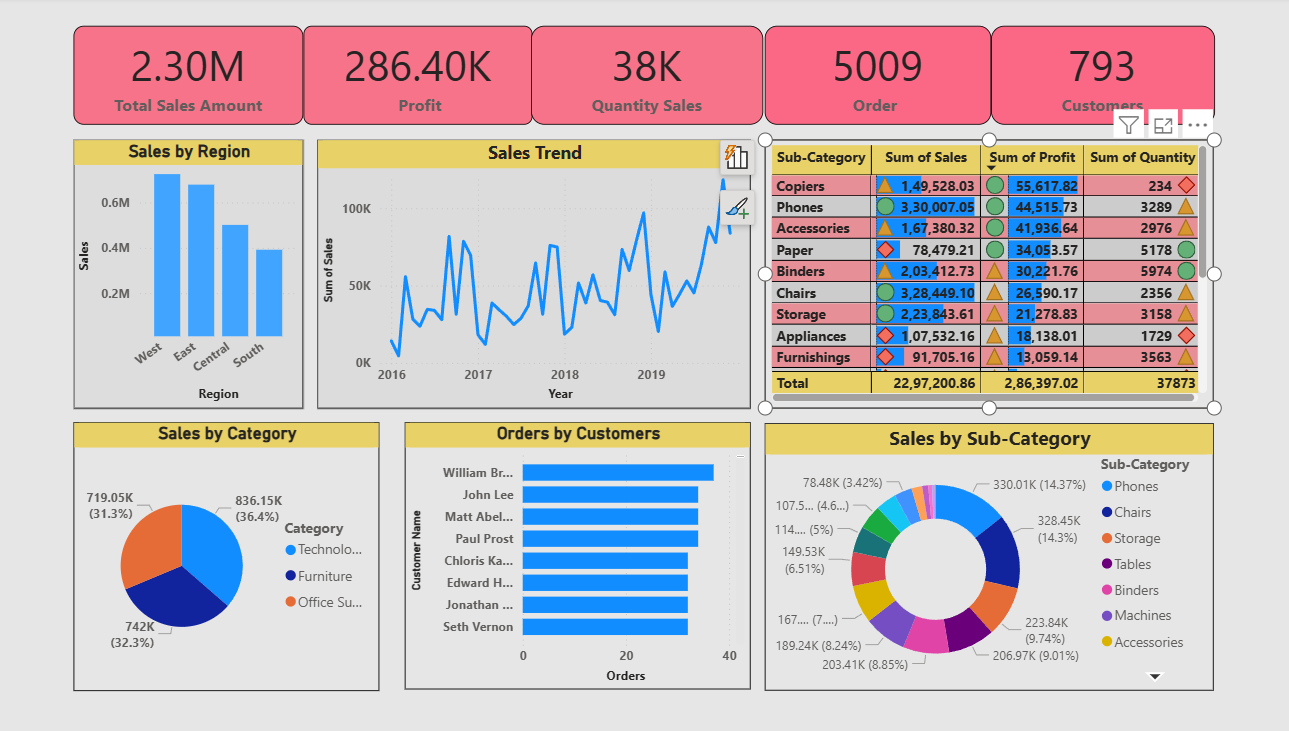 2.30M
Total Sales Amount
286.40K
Profit
38K
Quantity Sales
5009
Order
793
Customers
Sales by Region
Sales
0.6M
0.4M
0.2M
West
East
Central
South
Region
Sales Trend
Sum of Sales
100K
50K
0K
2016
2017
2018
2019
Year
Sub-Category Sum of Sales Sum of Profit Sum of Quantity
Copiers 1,49,528.03 55,617.82 234
Phones 3,30,007.05 44,515.73 3289
Accessories 1,67,380.32 41,936.64 2976
Paper 78,479.21 34,053.57 5178
Binders 2,03,412.73 30,221.76 5974
Chairs 3,28,449.10 26,590.17 2356
Storage 2,23,843.61 21,278.83 3158
Appliances 1,07,532.16 18,138.01 1729
Furnishings 91,705.16 13,059.14 3563
Total 22,97,200.86 2,86,397.02 37873
Sales by Category
719.05K
(31.3%)
836.15K
(36.4%)
742K
(32.3%)
Category
Technolo...
Furniture
Office Su...
Orders by Customers
Customer Name
William Br...
John Lee
Matt Abel...
Paul Prost
Chloris Ka...
Edward H...
Jonathan ...
Seth Vernon
0
20
40
Orders
Sales by Sub-Category
78.48K (3.42%)
107.5... (4.6...)
114.... (5%)
149.53K
(6.51%)
167.... (7....)
189.24K (8.24%)
203.41K (8.85%)
330.01K (14.37%)
328.45K
(14.3%)
223.84K
(9.74%)
206.97K (9.01%)
Sub-Category
Phones
Chairs
Storage
Tables
Binders
Machines
Accessories